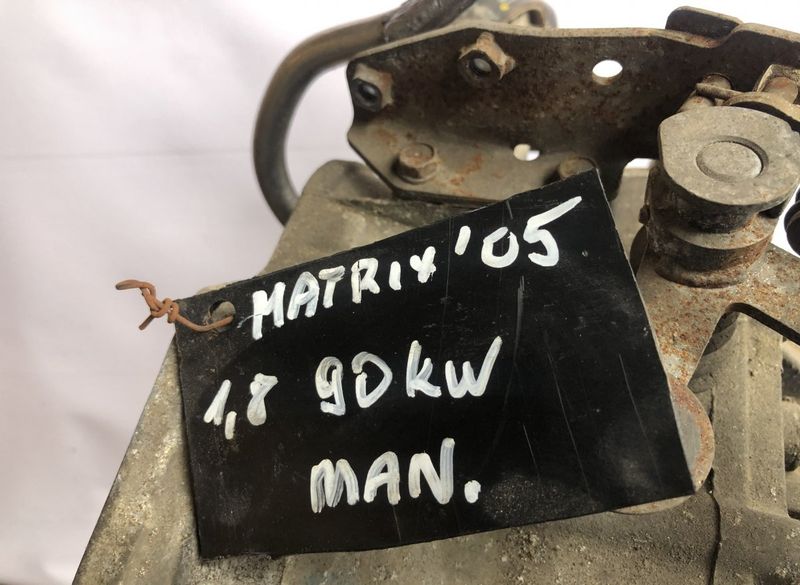 MATRIX '05
1,8 90KW
MAN.